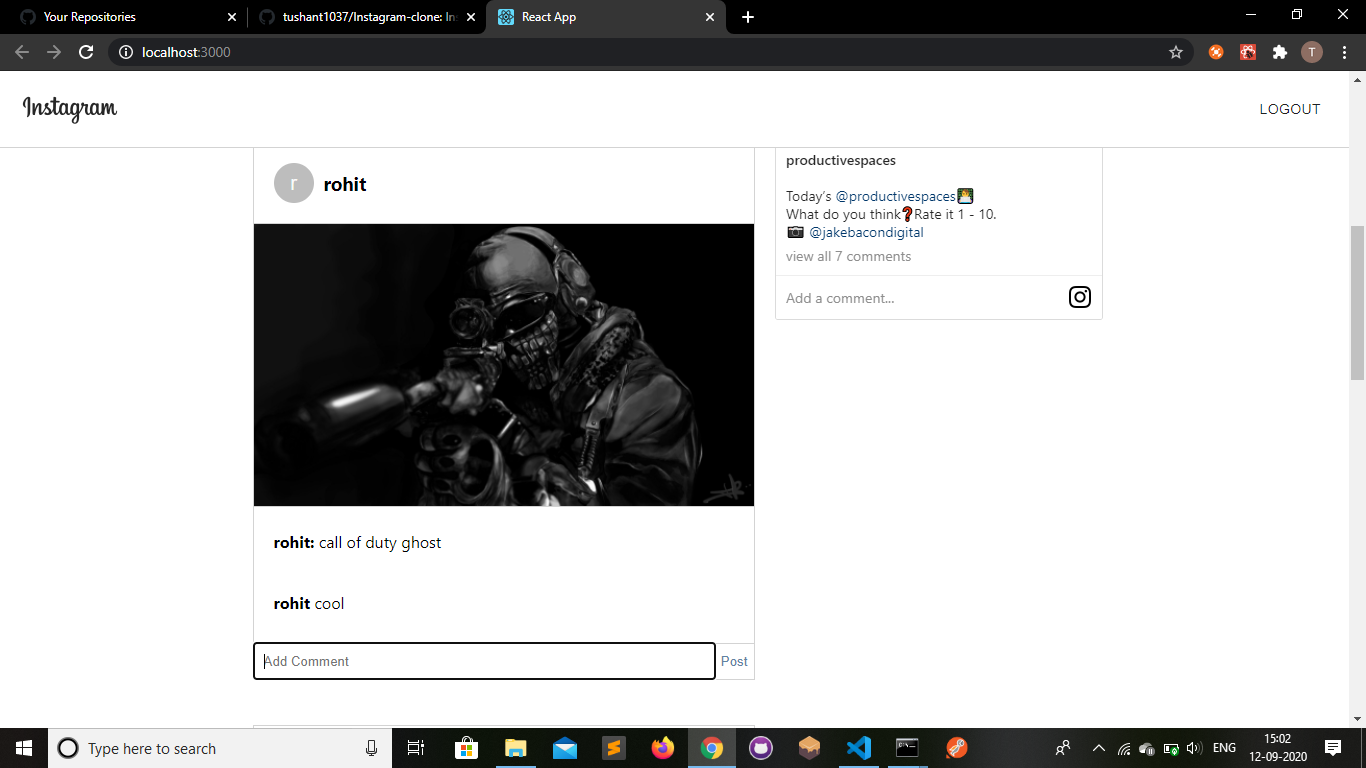 Your Repositories
tushant1037/Instagram-clone: Ins
React App
localhost:3000
T
Instagram
LOGOUT
r
rohit
rohit: call of duty ghost
rohit cool
Add Comment
Post
productivespaces
Today’s @productivespaces
What do you think❓Rate it 1 - 10.
@jakebacondigital
view all 7 comments
Add a comment...
Type here to search
ENG
15:02
12-09-2020